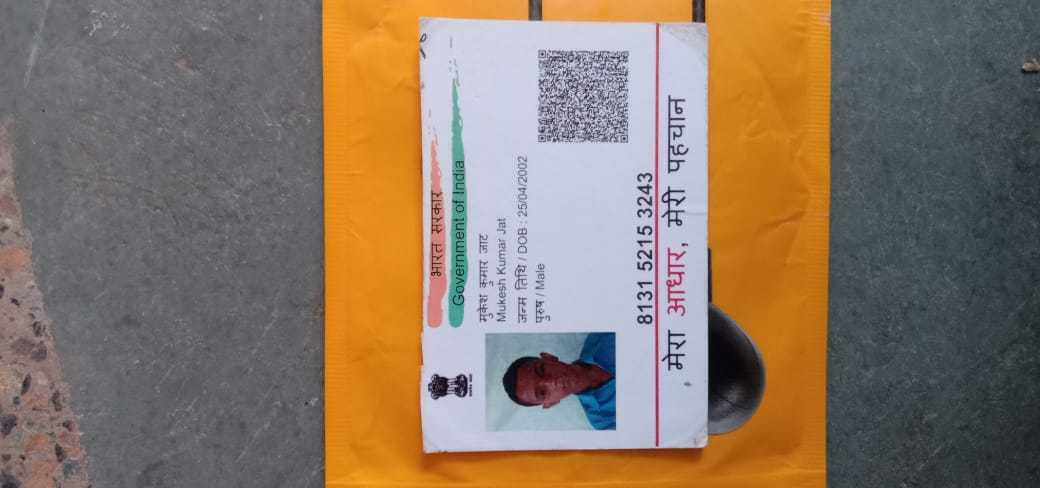 भारत सरकार
Government of India
मुकेश कुमार जाट
Mukesh Kumar Jat
जन्म तिथि / DOB : 25/04/2002
पुरुष / Male
8131 5215 3243
मेरा आधार, मेरी पहचान